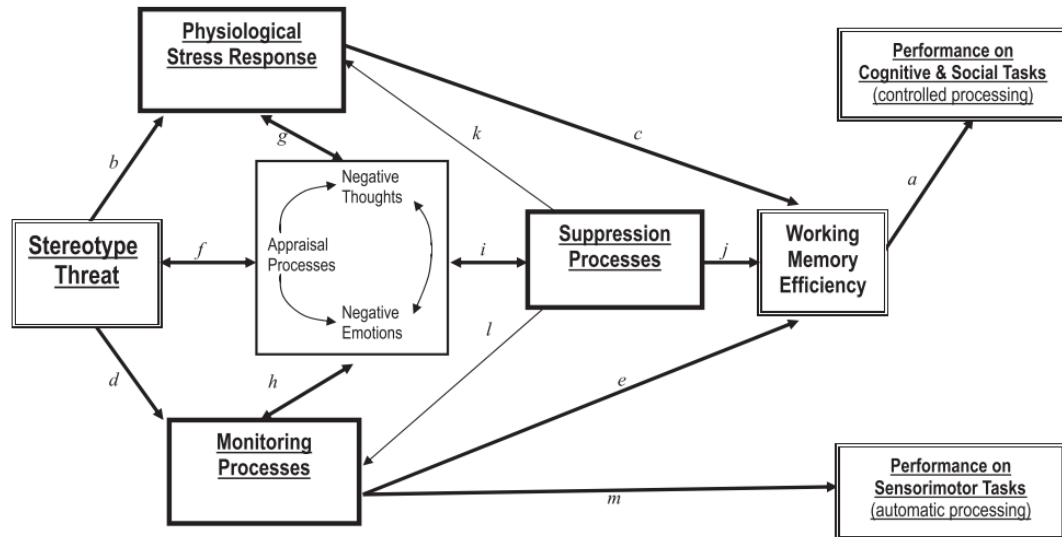 Physiological
Stress Response
Performance on
Cognitive & Social Tasks
(controlled processing)
k
c
g
b
a
Negative
Thoughts
Stereotype
Threat
f
Appraisal
Processes
i
Suppression
Processes
j
Working
Memory
Efficiency
Negative
Emotions
l
d
h
e
Monitoring
Processes
m
Performance on
Sensorimotor Tasks
(automatic processing)